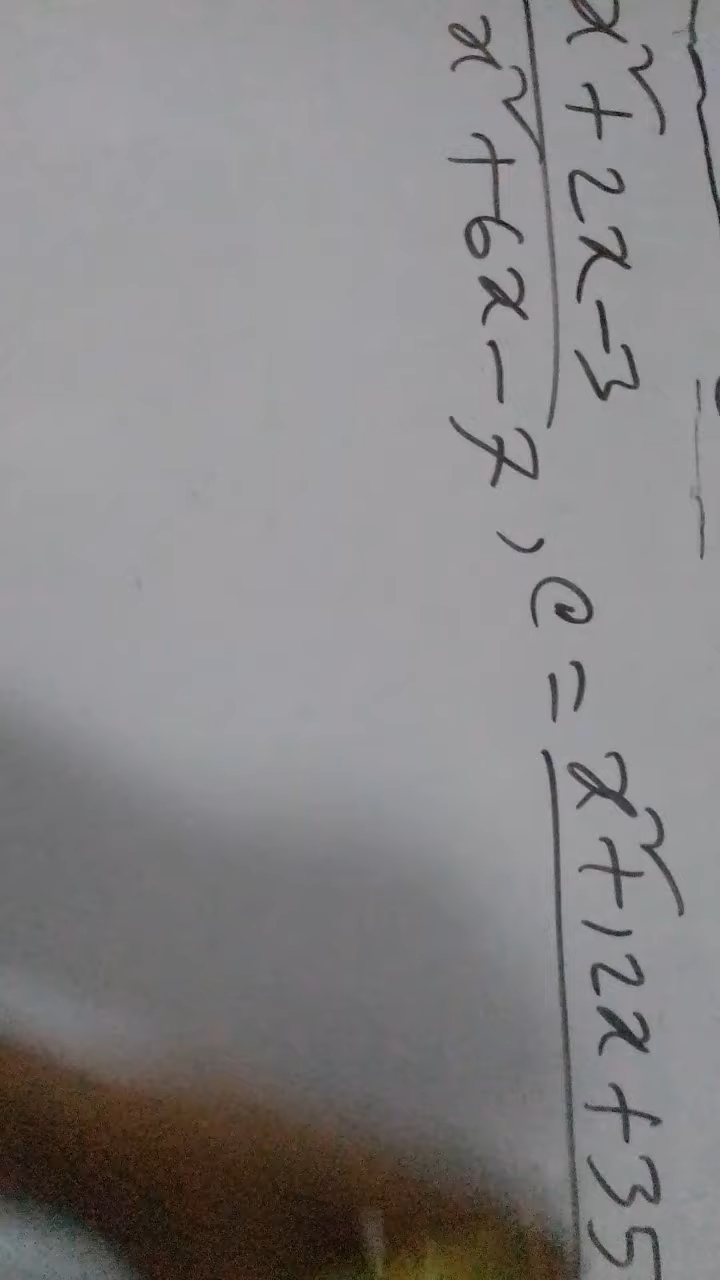 x² + 2x - 3
x² + 6x - 7 , Q = x² + 12x + 35